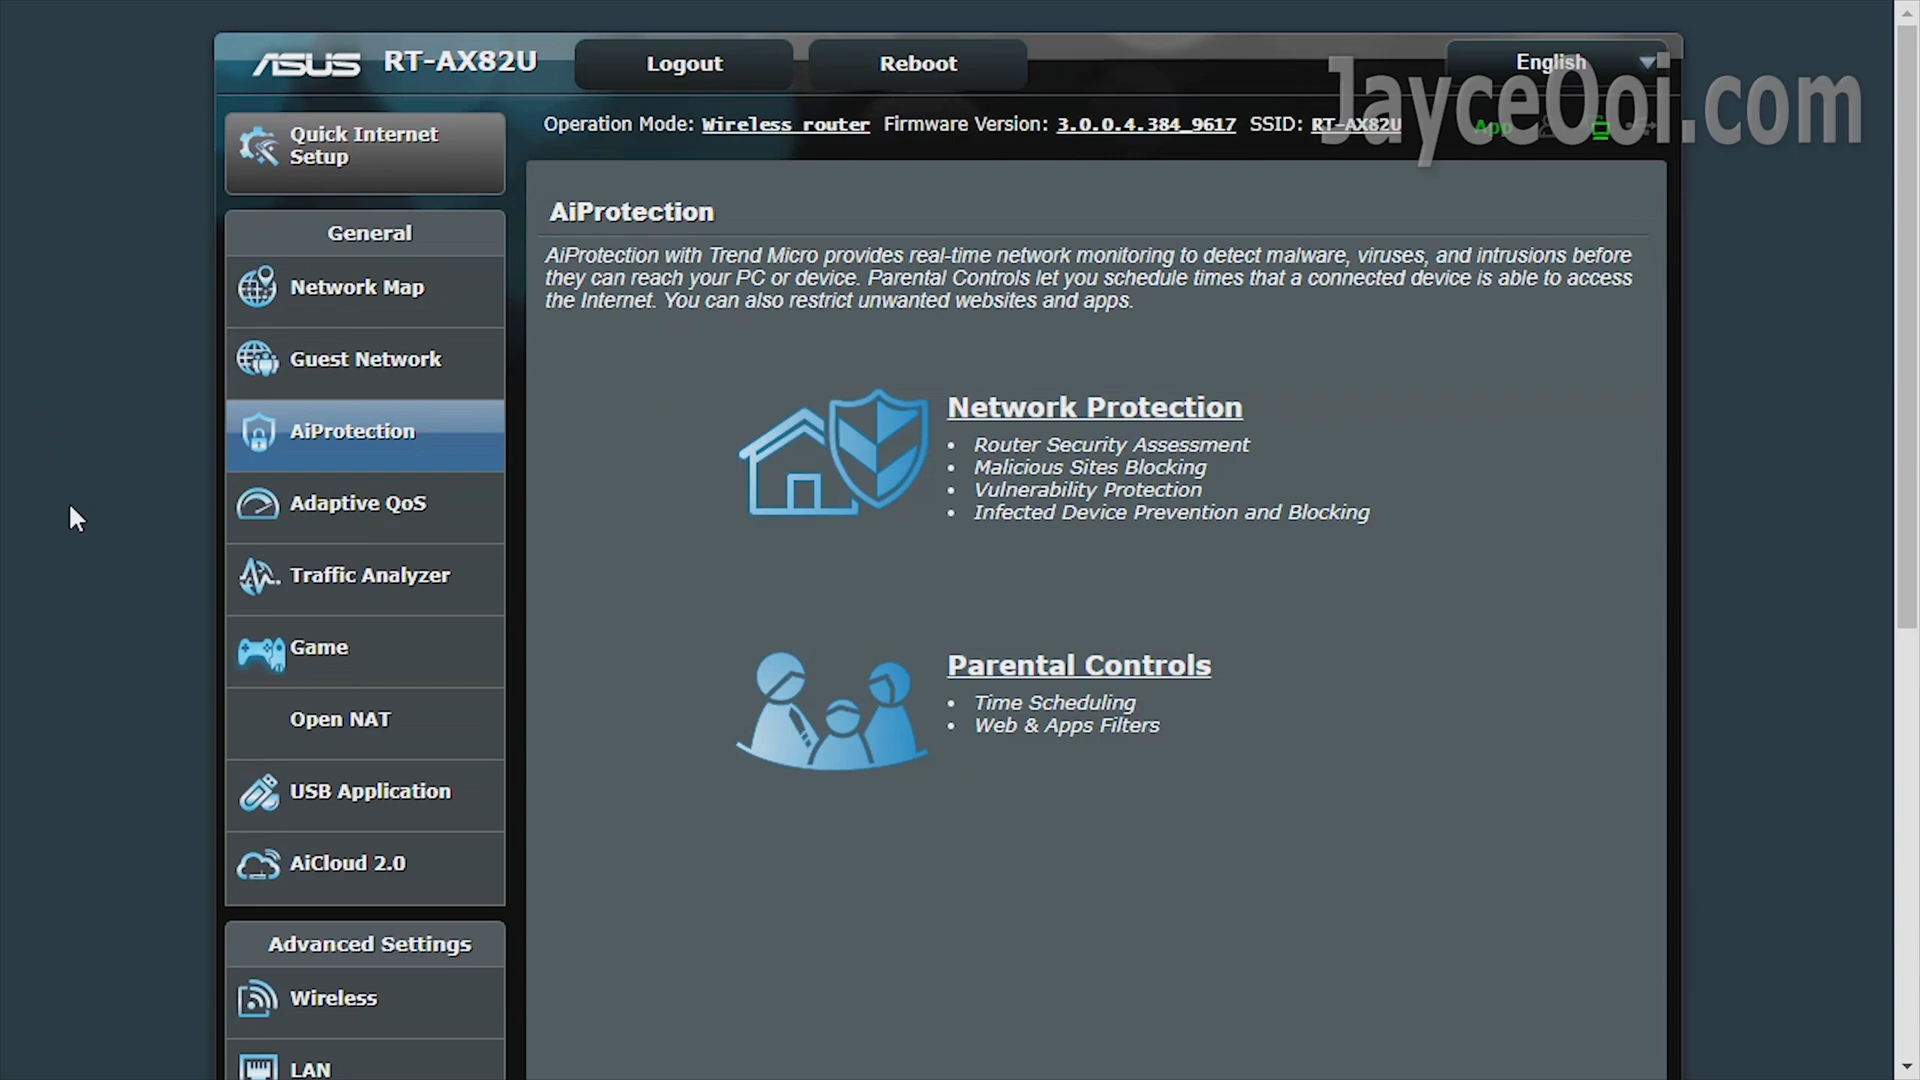 ASUS RT-AX82U Logout Reboot English
JayceOoi.com
Operation Mode: Wireless router Firmware Version: 3.0.0.4.384_9617 SSID: RT-AX82U App
Quick Internet
Setup
General
Network Map
Guest Network
AiProtection
Adaptive QoS
Traffic Analyzer
Game
Open NAT
USB Application
AiCloud 2.0
Advanced Settings
Wireless
LAN
AiProtection
AiProtection with Trend Micro provides real-time network monitoring to detect malware, viruses, and intrusions before
they can reach your PC or device. Parental Controls let you schedule times that a connected device is able to access
the Internet. You can also restrict unwanted websites and apps.
Network Protection
• Router Security Assessment
• Malicious Sites Blocking
• Vulnerability Protection
• Infected Device Prevention and Blocking
Parental Controls
• Time Scheduling
• Web & Apps Filters